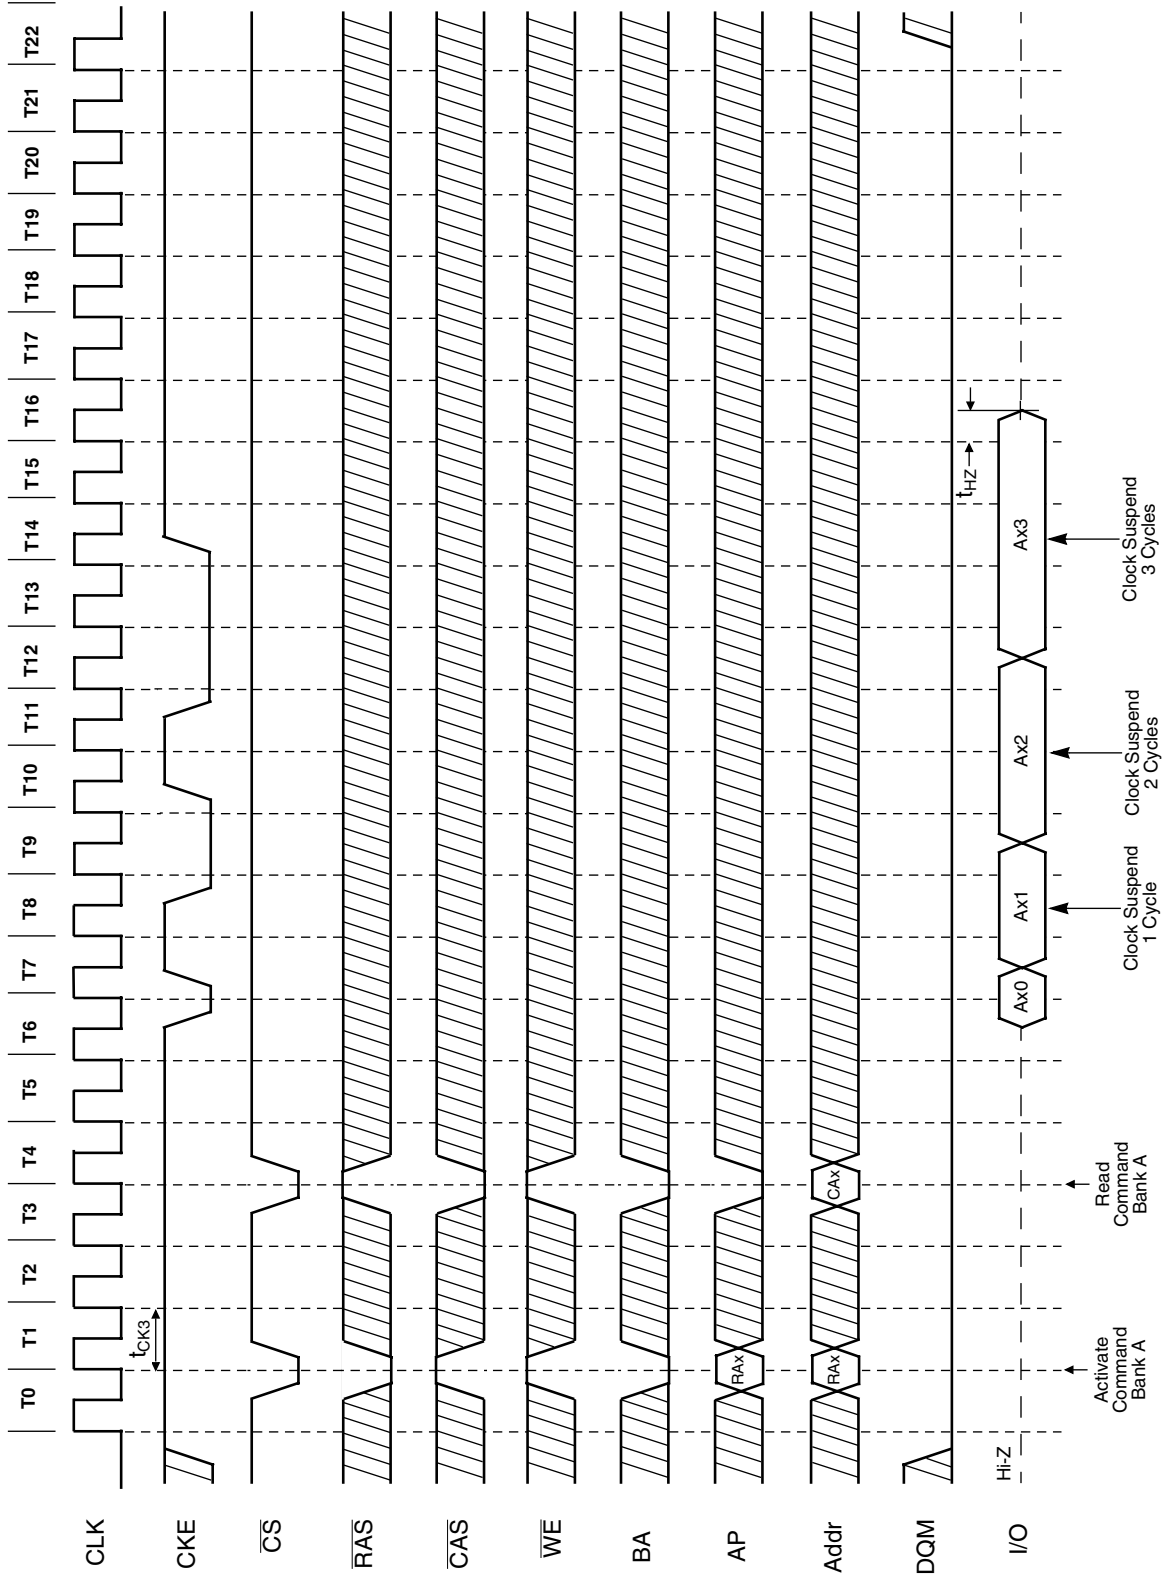 T0 T1 T2 T3 T4 T5 T6 T7 T8 T9 T10 T11 T12 T13 T14 T15 T16 T17 T18 T19 T20 T21 T22
CLK
tCK3
CKE
CS
RAS
CAS
WE
BA
AP
RAx
Addr
RAx CAx
DQM
tHZ
I/O
Hi-Z
Ax0 Ax1 Ax2 Ax3
Activate
Command
Bank A
Read
Command
Bank A
Clock Suspend
1 Cycle
Clock Suspend
2 Cycles
Clock Suspend
3 Cycles